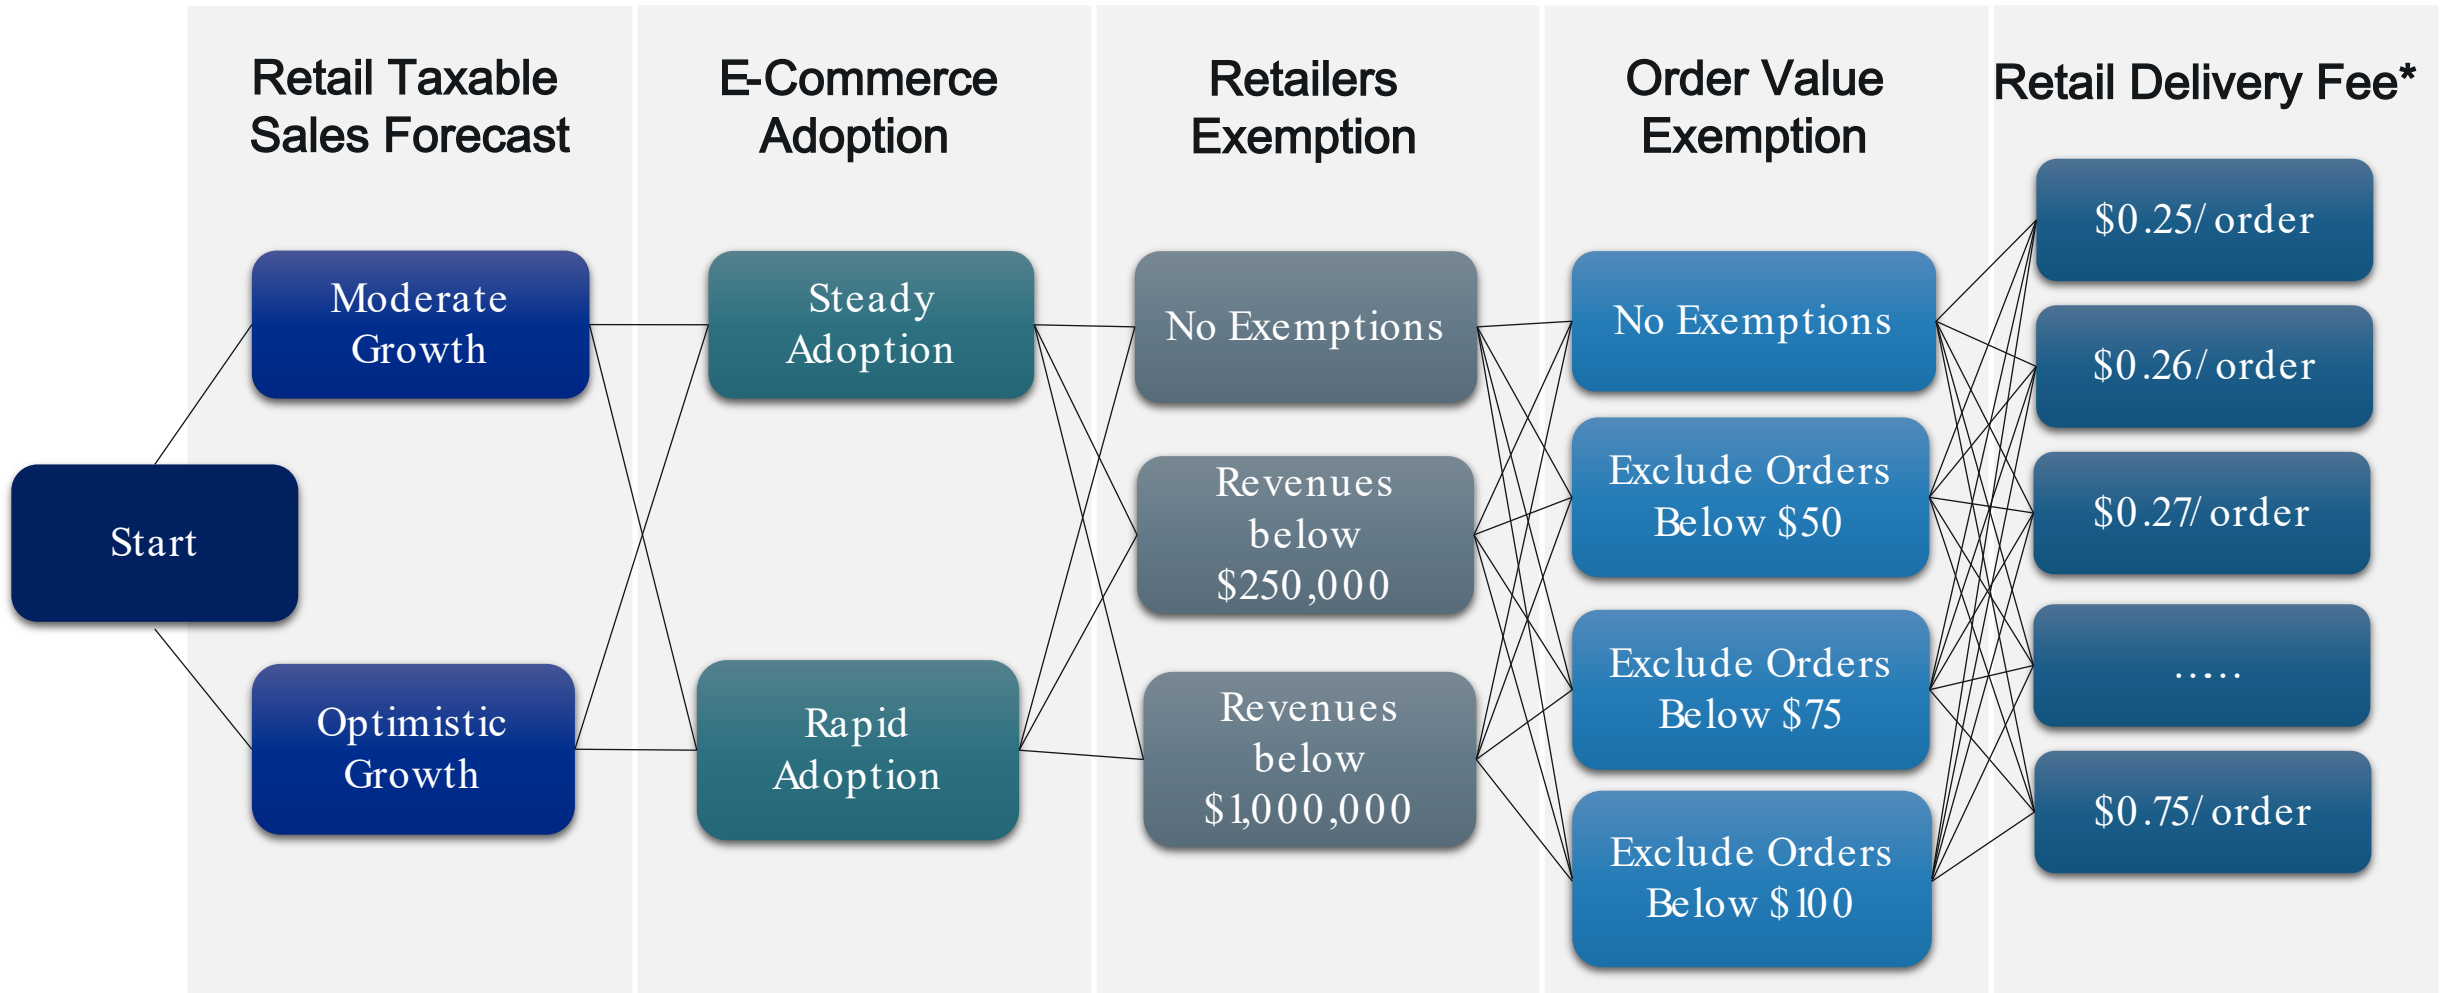 Retail Taxable
Sales Forecast
E-Commerce
Adoption
Retailers
Exemption
Order Value
Exemption
Retail Delivery Fee*
Start
Moderate
Growth
Optimistic
Growth
Steady
Adoption
Rapid
Adoption
No Exemptions
Revenues
below
$250,000
Revenues
below
$1,000,000
No Exemptions
Exclude Orders
Below $50
Exclude Orders
Below $75
Exclude Orders
Below $100
$0.25/ order
$0.26/ order
$0.27/ order
.....
$0.75/ order